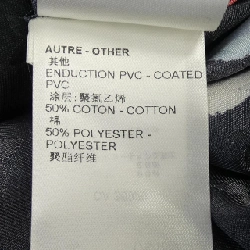 AUTRE - OTHER
其他
ENDUCTION PVC - COATED
PVC
涂层:聚氯乙烯
50% COTON - COTTON
棉
50% POLYESTER -
POLYESTER
聚酯纤维